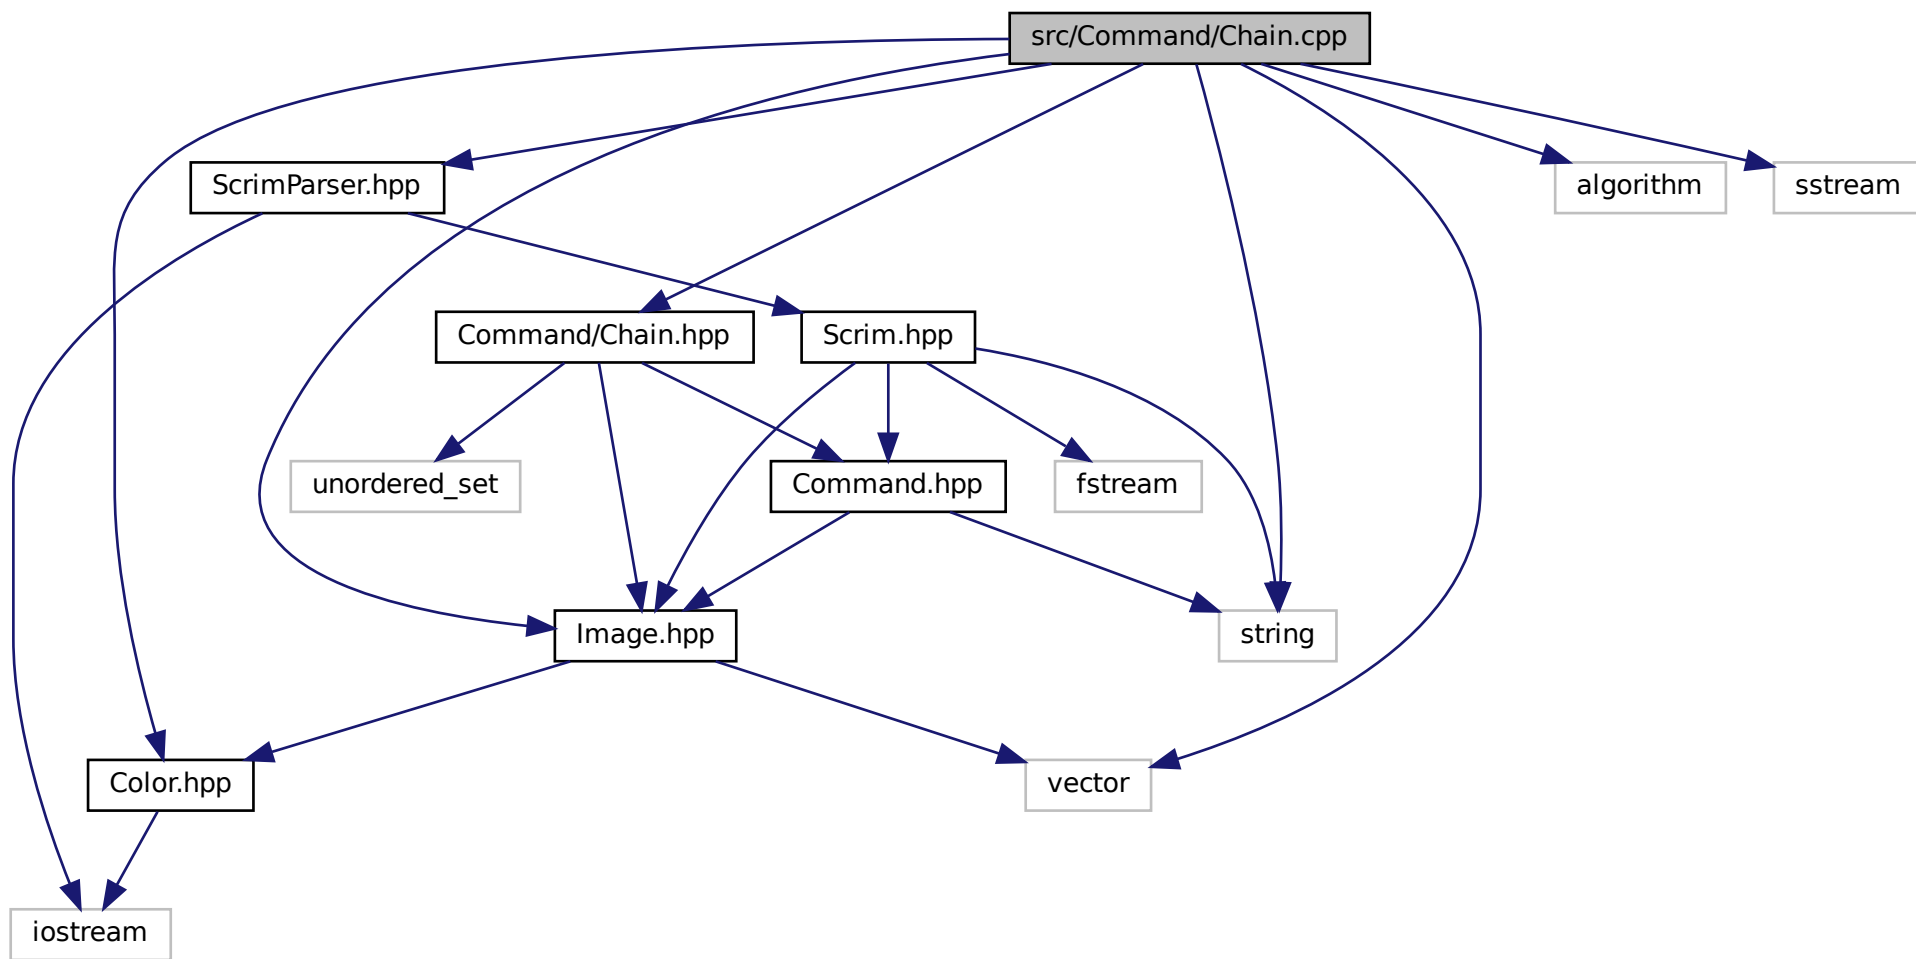 src/Command/Chain.cpp
ScrimParser.hpp
algorithm
sstream
Command/Chain.hpp
Scrim.hpp
unordered_set
Command.hpp
fstream
Image.hpp
string
Color.hpp
vector
iostream